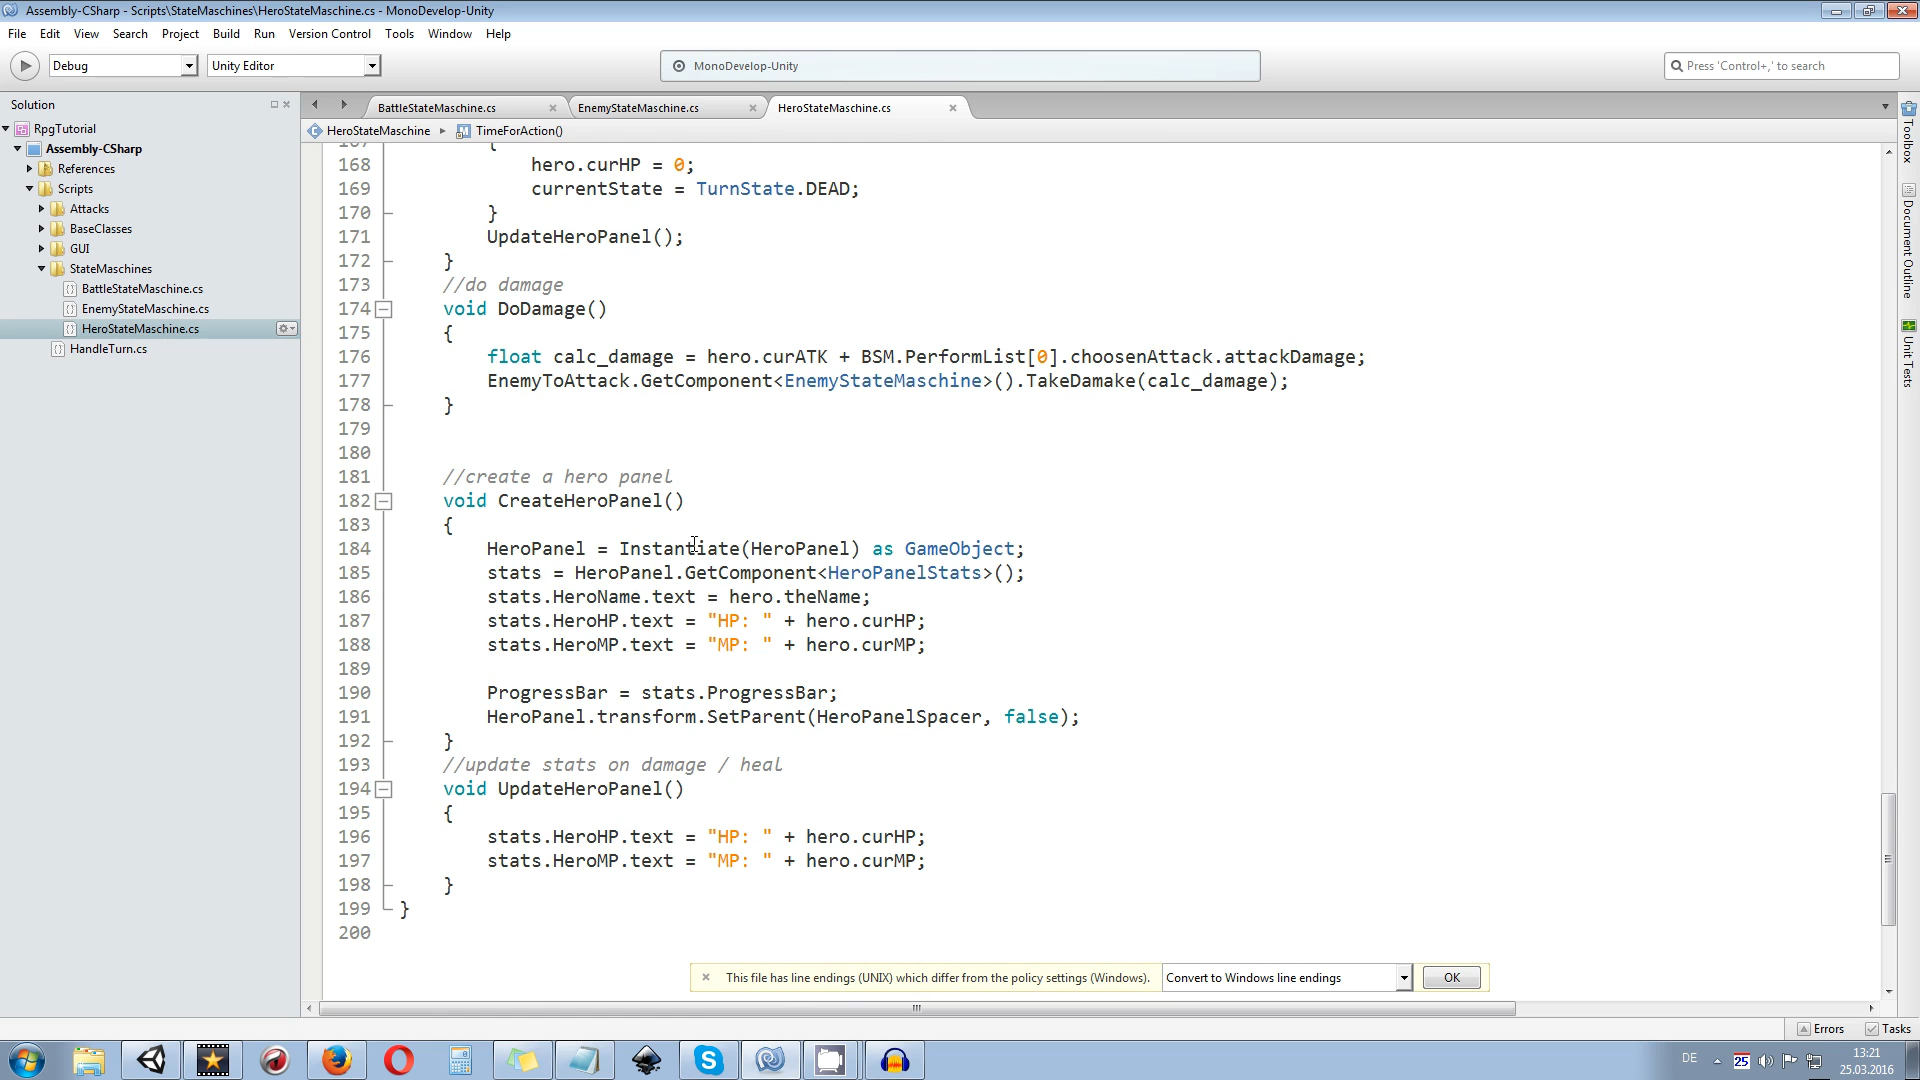 Assembly-CSharp - Scripts\StateMaschines\HeroStateMaschine.cs - MonoDevelop-Unity
File Edit View Search Project Build Run Version Control Tools Window Help
Debug Unity Editor MonoDevelop-Unity Press 'Control+,' to search
Solution
BattleStateMaschine.cs EnemyStateMaschine.cs HeroStateMaschine.cs
HeroStateMaschine TimeForAction()
RpgTutorial
Assembly-CSharp
References
Scripts
Attacks
BaseClasses
GUI
StateMaschines
BattleStateMaschine.cs
EnemyStateMaschine.cs
HeroStateMaschine.cs
HandleTurn.cs
167 {
168 hero.curHP = 0;
169 currentState = TurnState.DEAD;
170 }
171 UpdateHeroPanel();
172 }
173 //do damage
174 void DoDamage()
175 {
176 float calc_damage = hero.curATK + BSM.PerformList[0].choosenAttack.attackDamage;
177 EnemyToAttack.GetComponent<EnemyStateMaschine>().TakeDamake(calc_damage);
178 }
179
180
181 //create a hero panel
182 void CreateHeroPanel()
183 {
184 HeroPanel = Instantiate(HeroPanel) as GameObject;
185 stats = HeroPanel.GetComponent<HeroPanelStats>();
186 stats.HeroName.text = hero.theName;
187 stats.HeroHP.text = "HP: " + hero.curHP;
188 stats.HeroMP.text = "MP: " + hero.curMP;
189
190 ProgressBar = stats.ProgressBar;
191 HeroPanel.transform.SetParent(HeroPanelSpacer, false);
192 }
193 //update stats on damage / heal
194 void UpdateHeroPanel()
195 {
196 stats.HeroHP.text = "HP: " + hero.curHP;
197 stats.HeroMP.text = "MP: " + hero.curMP;
198 }
199 }
200
This file has line endings (UNIX) which differ from the policy settings (Windows). Convert to Windows line endings OK
Toolbox
Document Outline
Unit Tests
Errors Tasks
DE 25 13:21
25.03.2016